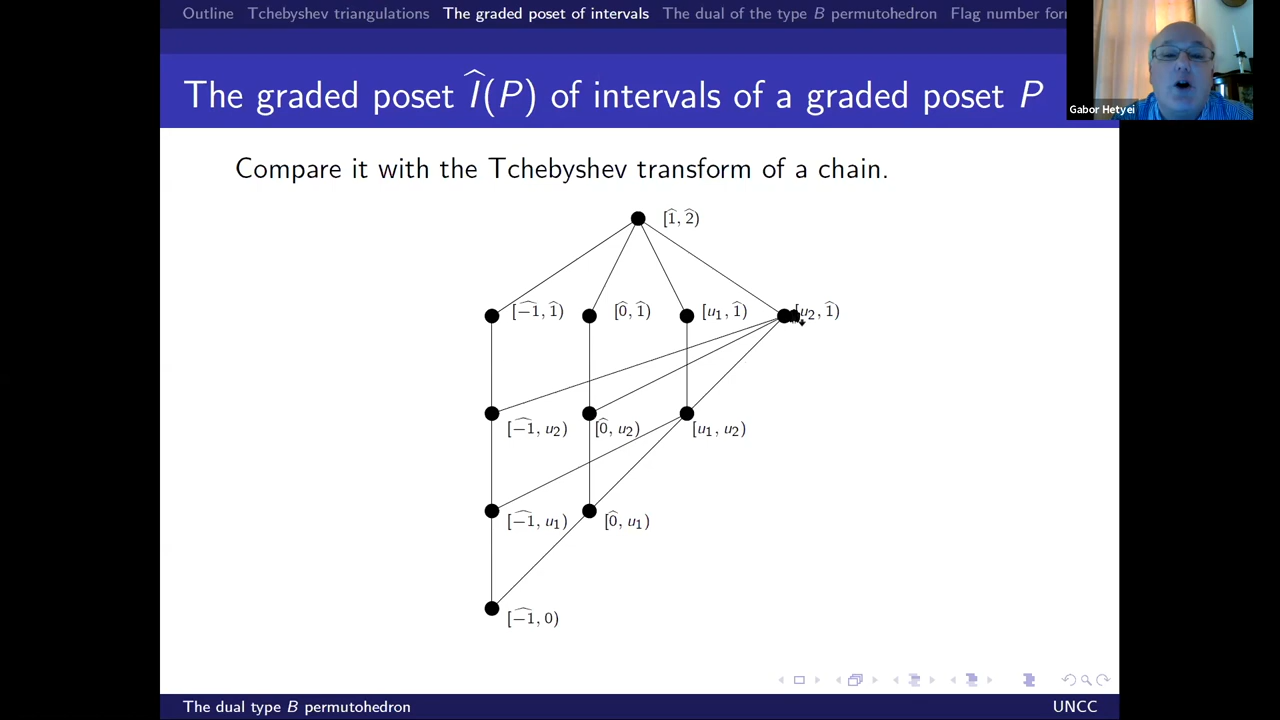 Outline Tchebyshev triangulations The graded poset of intervals The dual of the type B permutohedron Flag number for
Gabor Hetyei
The graded poset Î(P) of intervals of a graded poset P
Compare it with the Tchebyshev transform of a chain.
[1̂, 2̂)
[-1̂, 1̂) [0̂, 1̂) [u₁, 1̂) [u₂, 1̂)
[-1̂, u₂) [0̂, u₂) [u₁, u₂)
[-1̂, u₁) [0̂, u₁)
[-1̂, 0)
The dual type B permutohedron UNCC